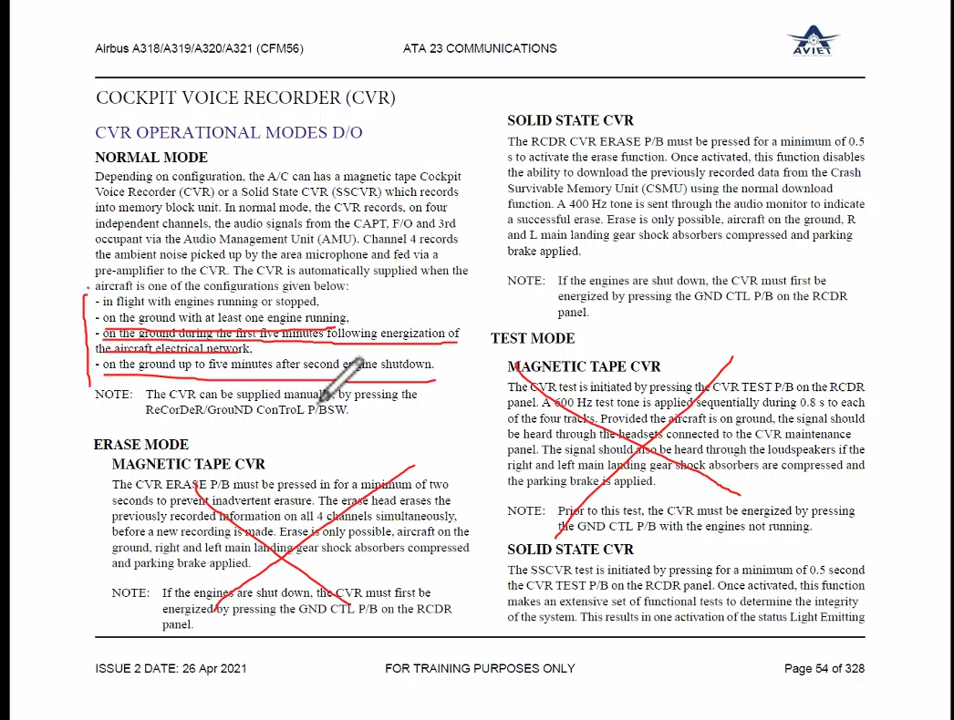 Airbus A318/A319/A320/A321 (CFM56)
ATA 23 COMMUNICATIONS
AVIET
COCKPIT VOICE RECORDER (CVR)
CVR OPERATIONAL MODES D/O
NORMAL MODE
Depending on configuration, the A/C can has a magnetic tape Cockpit
Voice Recorder (CVR) or a Solid State CVR (SSCVR) which records
into memory block unit. In normal mode, the CVR records, on four
independent channels, the audio signals from the CAPT, F/O and 3rd
occupant via the Audio Management Unit (AMU). Channel 4 records
the ambient noise picked up by the area microphone and fed via a
pre-amplifier to the CVR. The CVR is automatically supplied when the
aircraft is one of the configurations given below:
- in flight with engines running or stopped,
- on the ground with at least one engine running,
- on the ground during the first five minutes following energization of
the aircraft electrical network,
- on the ground up to five minutes after second engine shutdown.
NOTE: The CVR can be supplied manually, by pressing the
ReCorDeR/GrouND ConTroL P/BSW.
ERASE MODE
MAGNETIC TAPE CVR
The CVR ERASE P/B must be pressed in for a minimum of two
seconds to prevent inadvertent erasure. The erase head erases the
previously recorded information on all 4 channels simultaneously,
before a new recording is made. Erase is only possible, aircraft on the
ground, right and left main landing gear shock absorbers compressed
and parking brake applied.
NOTE: If the engines are shut down, the CVR must first be
energized by pressing the GND CTL P/B on the RCDR
panel.
SOLID STATE CVR
The RCDR CVR ERASE P/B must be pressed for a minimum of 0.5
s to activate the erase function. Once activated, this function disables
the ability to download the previously recorded data from the Crash
Survivable Memory Unit (CSMU) using the normal download
function. A 400 Hz tone is sent through the audio monitor to indicate
a successful erase. Erase is only possible, aircraft on the ground, R
and L main landing gear shock absorbers compressed and parking
brake applied.
NOTE: If the engines are shut down, the CVR must first be
energized by pressing the GND CTL P/B on the RCDR
panel.
TEST MODE
MAGNETIC TAPE CVR
The CVR test is initiated by pressing the CVR TEST P/B on the RCDR
panel. A 600 Hz test tone is applied sequentially during 0.8 s to each
of the four tracks. Provided the aircraft is on ground, the signal should
be heard through the headsets connected to the CVR maintenance
panel. The signal should also be heard through the loudspeakers if the
right and left main landing gear shock absorbers are compressed and
the parking brake is applied.
NOTE: Prior to this test, the CVR must be energized by pressing
the GND CTL P/B with the engines not running.
SOLID STATE CVR
The SSCVR test is initiated by pressing for a minimum of 0.5 second
the CVR TEST P/B on the RCDR panel. Once activated, this function
makes an extensive set of functional tests to determine the integrity
of the system. This results in one activation of the status Light Emitting
ISSUE 2 DATE: 26 Apr 2021
FOR TRAINING PURPOSES ONLY
Page 54 of 328